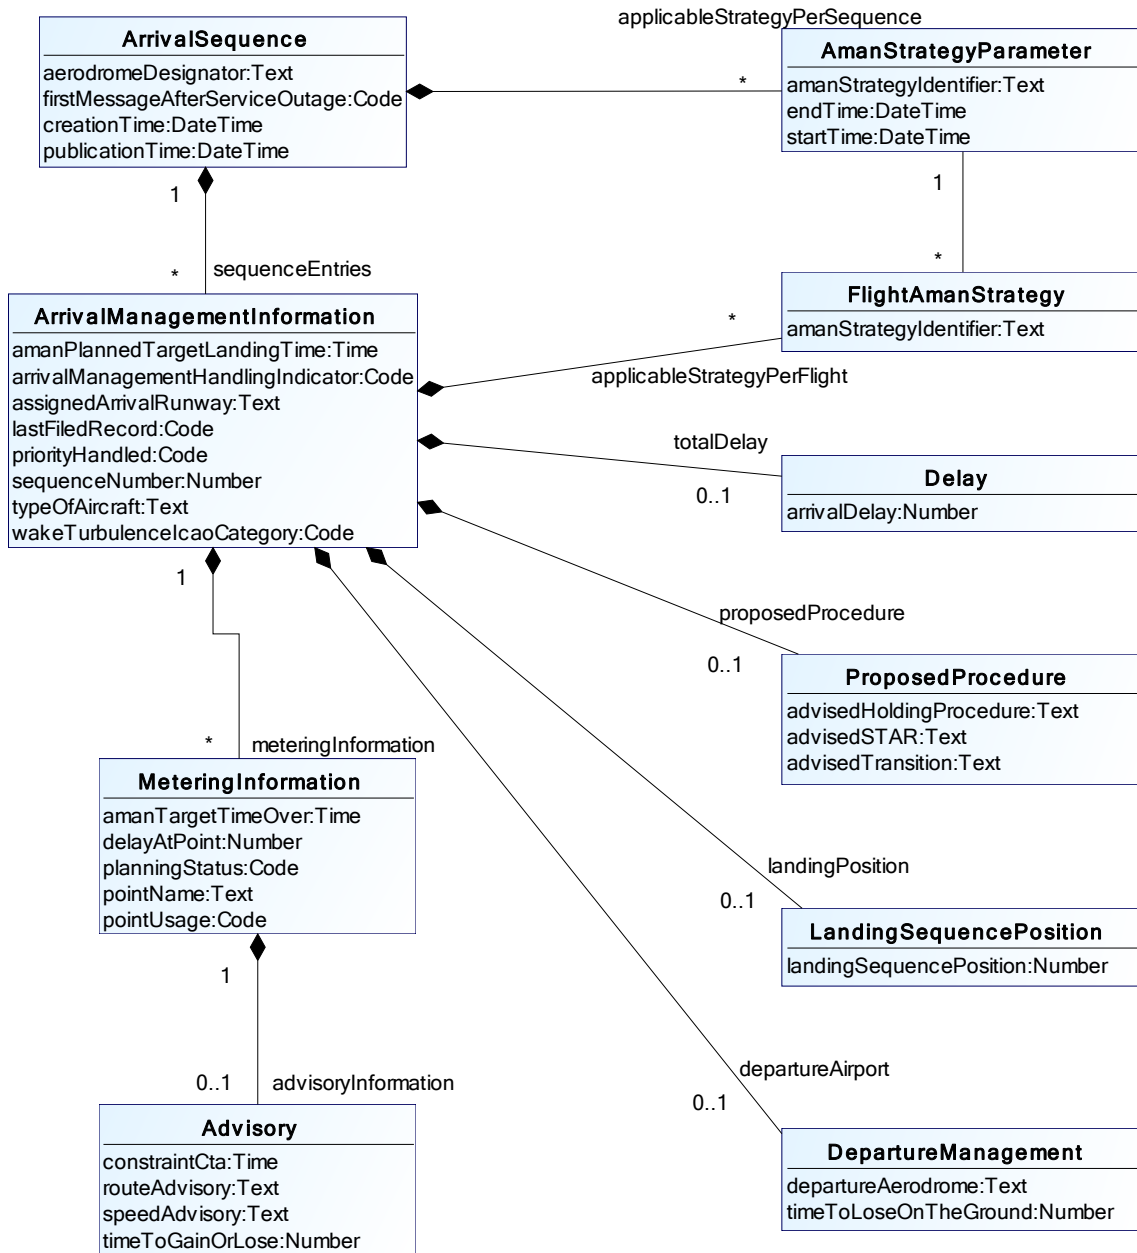 applicableStrategyPerSequence
ArrivalSequence
aerodromeDesignator:Text
firstMessageAfterServiceOutage:Code
creationTime:DateTime
publicationTime:DateTime
*
AmanStrategyParameter
amanStrategyIdentifier:Text
endTime:DateTime
startTime:DateTime
1
1
*
sequenceEntries
*
FlightAmanStrategy
amanStrategyIdentifier:Text
*
applicableStrategyPerFlight
ArrivalManagementInformation
amanPlannedTargetLandingTime:Time
arrivalManagementHandlingIndicator:Code
assignedArrivalRunway:Text
lastFiledRecord:Code
priorityHandled:Code
sequenceNumber:Number
typeOfAircraft:Text
wakeTurbulenceIcaoCategory:Code
totalDelay
0..1
Delay
arrivalDelay:Number
1
proposedProcedure
0..1
ProposedProcedure
advisedHoldingProcedure:Text
advisedSTAR:Text
advisedTransition:Text
*
meteringInformation
MeteringInformation
amanTargetTimeOver:Time
delayAtPoint:Number
planningStatus:Code
pointName:Text
pointUsage:Code
landingPosition
0..1
LandingSequencePosition
landingSequencePosition:Number
1
0..1
advisoryInformation
departureAirport
0..1
Advisory
constraintCta:Time
routeAdvisory:Text
speedAdvisory:Text
timeToGainOrLose:Number
DepartureManagement
departureAerodrome:Text
timeToLoseOnTheGround:Number